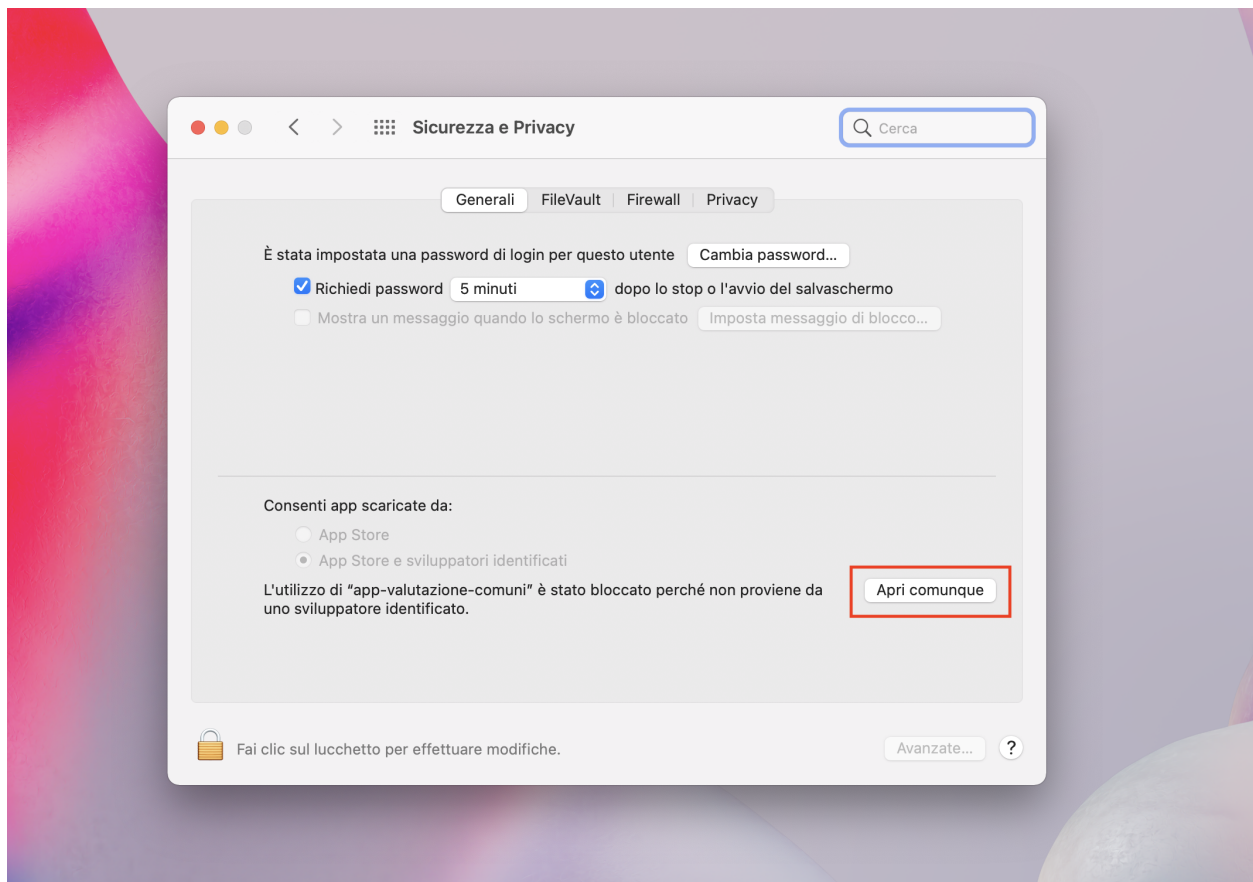 Sicurezza e Privacy
Cerca
Generali FileVault Firewall Privacy
È stata impostata una password di login per questo utente Cambia password...
Richiedi password 5 minuti dopo lo stop o l'avvio del salvaschermo
Mostra un messaggio quando lo schermo è bloccato Imposta messaggio di blocco...
Consenti app scaricate da:
App Store
App Store e sviluppatori identificati
L'utilizzo di “app-valutazione-comuni” è stato bloccato perché non proviene da
uno sviluppatore identificato.
Apri comunque
Fai clic sul lucchetto per effettuare modifiche.
Avanzate... ?